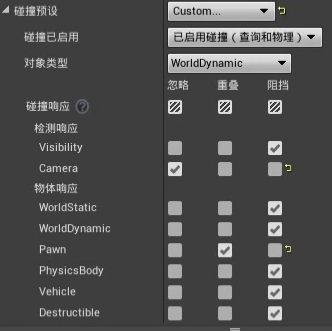 碰撞预设 Custom...
碰撞已启用 已启用碰撞（查询和物理）
对象类型 WorldDynamic
忽略 重叠 阻挡
碰撞响应 ?
检测响应
Visibility
Camera
物体响应
WorldStatic
WorldDynamic
Pawn
PhysicsBody
Vehicle
Destructible